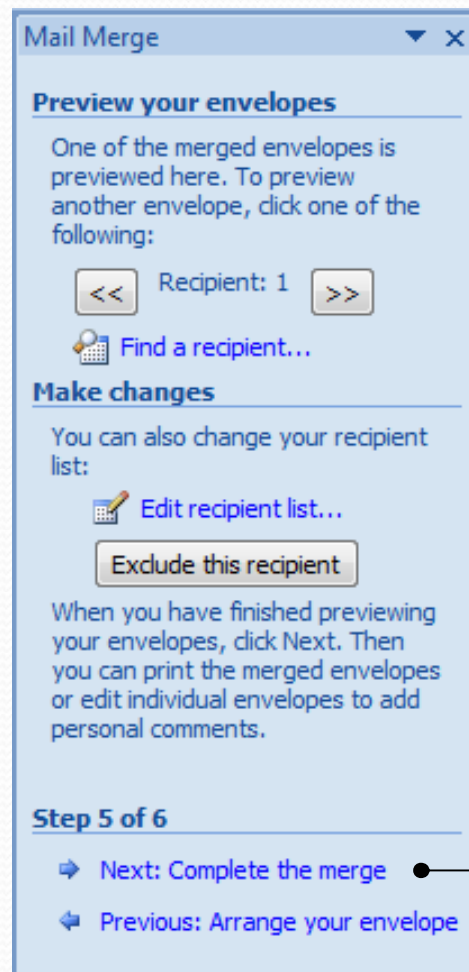 Mail Merge
Preview your envelopes
One of the merged envelopes is
previewed here. To preview
another envelope, click one of the
following:
<< Recipient: 1 >>
Find a recipient...
Make changes
You can also change your recipient
list:
Edit recipient list...
Exclude this recipient
When you have finished previewing
your envelopes, click Next. Then
you can print the merged envelopes
or edit individual envelopes to add
personal comments.
Step 5 of 6
Next: Complete the merge
Previous: Arrange your envelope